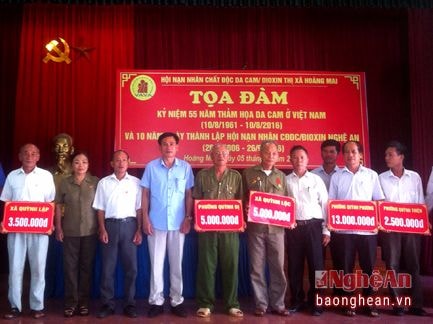 HỘI NẠN NHÂN CHẤT ĐỘC DA CAM/ DIOXIN THỊ XÃ HOÀNG MAI
VAVA
TỌA ĐÀM
KỶ NIỆM 55 NĂM THẢM HỌA DA CAM Ở VIỆT NAM
(10/8/1961 - 10/8/2016)
VÀ 10 NĂM NGÀY THÀNH LẬP HỘI NẠN NHÂN CĐDC/DIOXIN NGHỆ AN
Hoàng
XÃ QUỲNH LẬP
3.500.000đ
PHƯỜNG QUỲNH
5.000.000đ
XÃ QUỲNH LỘC
5.000.000đ
PHƯỜNG QUỲNH PHƯƠNG
13.000.000đ
PHƯỜNG QUỲNH THIỆN
2.500.000đ
Nghệ An
baonghean.vn